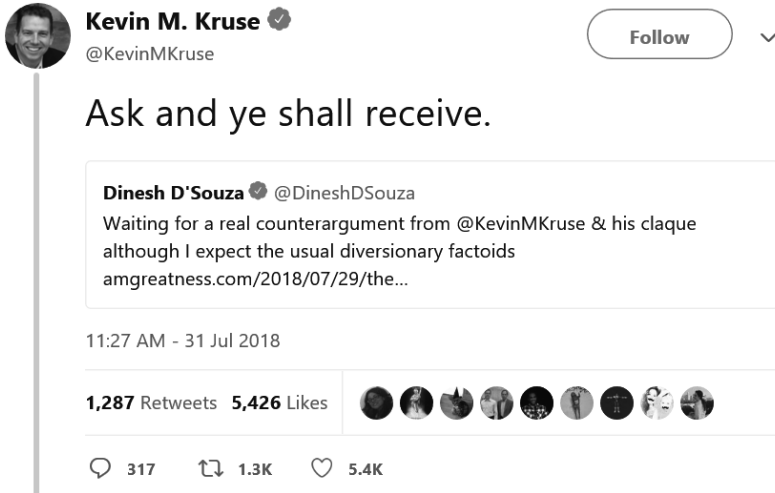 Kevin M. Kruse
@KevinMKruse
Follow
Ask and ye shall receive.
Dinesh D'Souza @DineshDSouza
Waiting for a real counterargument from @KevinMKruse & his claque
although I expect the usual diversionary factoids
amgreatness.com/2018/07/29/the...
11:27 AM - 31 Jul 2018
1,287 Retweets 5,426 Likes
317 1.3K 5.4K